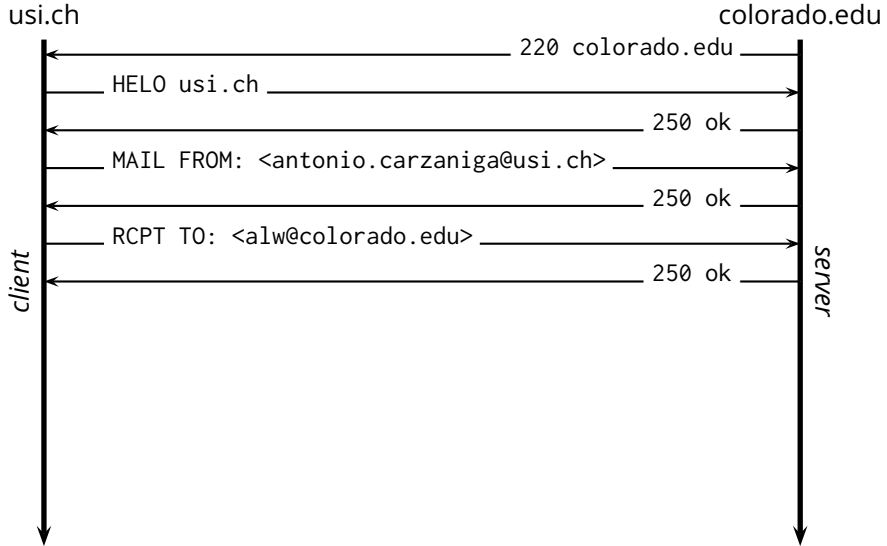 usi.ch
colorado.edu
220 colorado.edu
HELO usi.ch
250 ok
MAIL FROM: <antonio.carzaniga@usi.ch>
250 ok
RCPT TO: <alw@colorado.edu>
250 ok
client
server